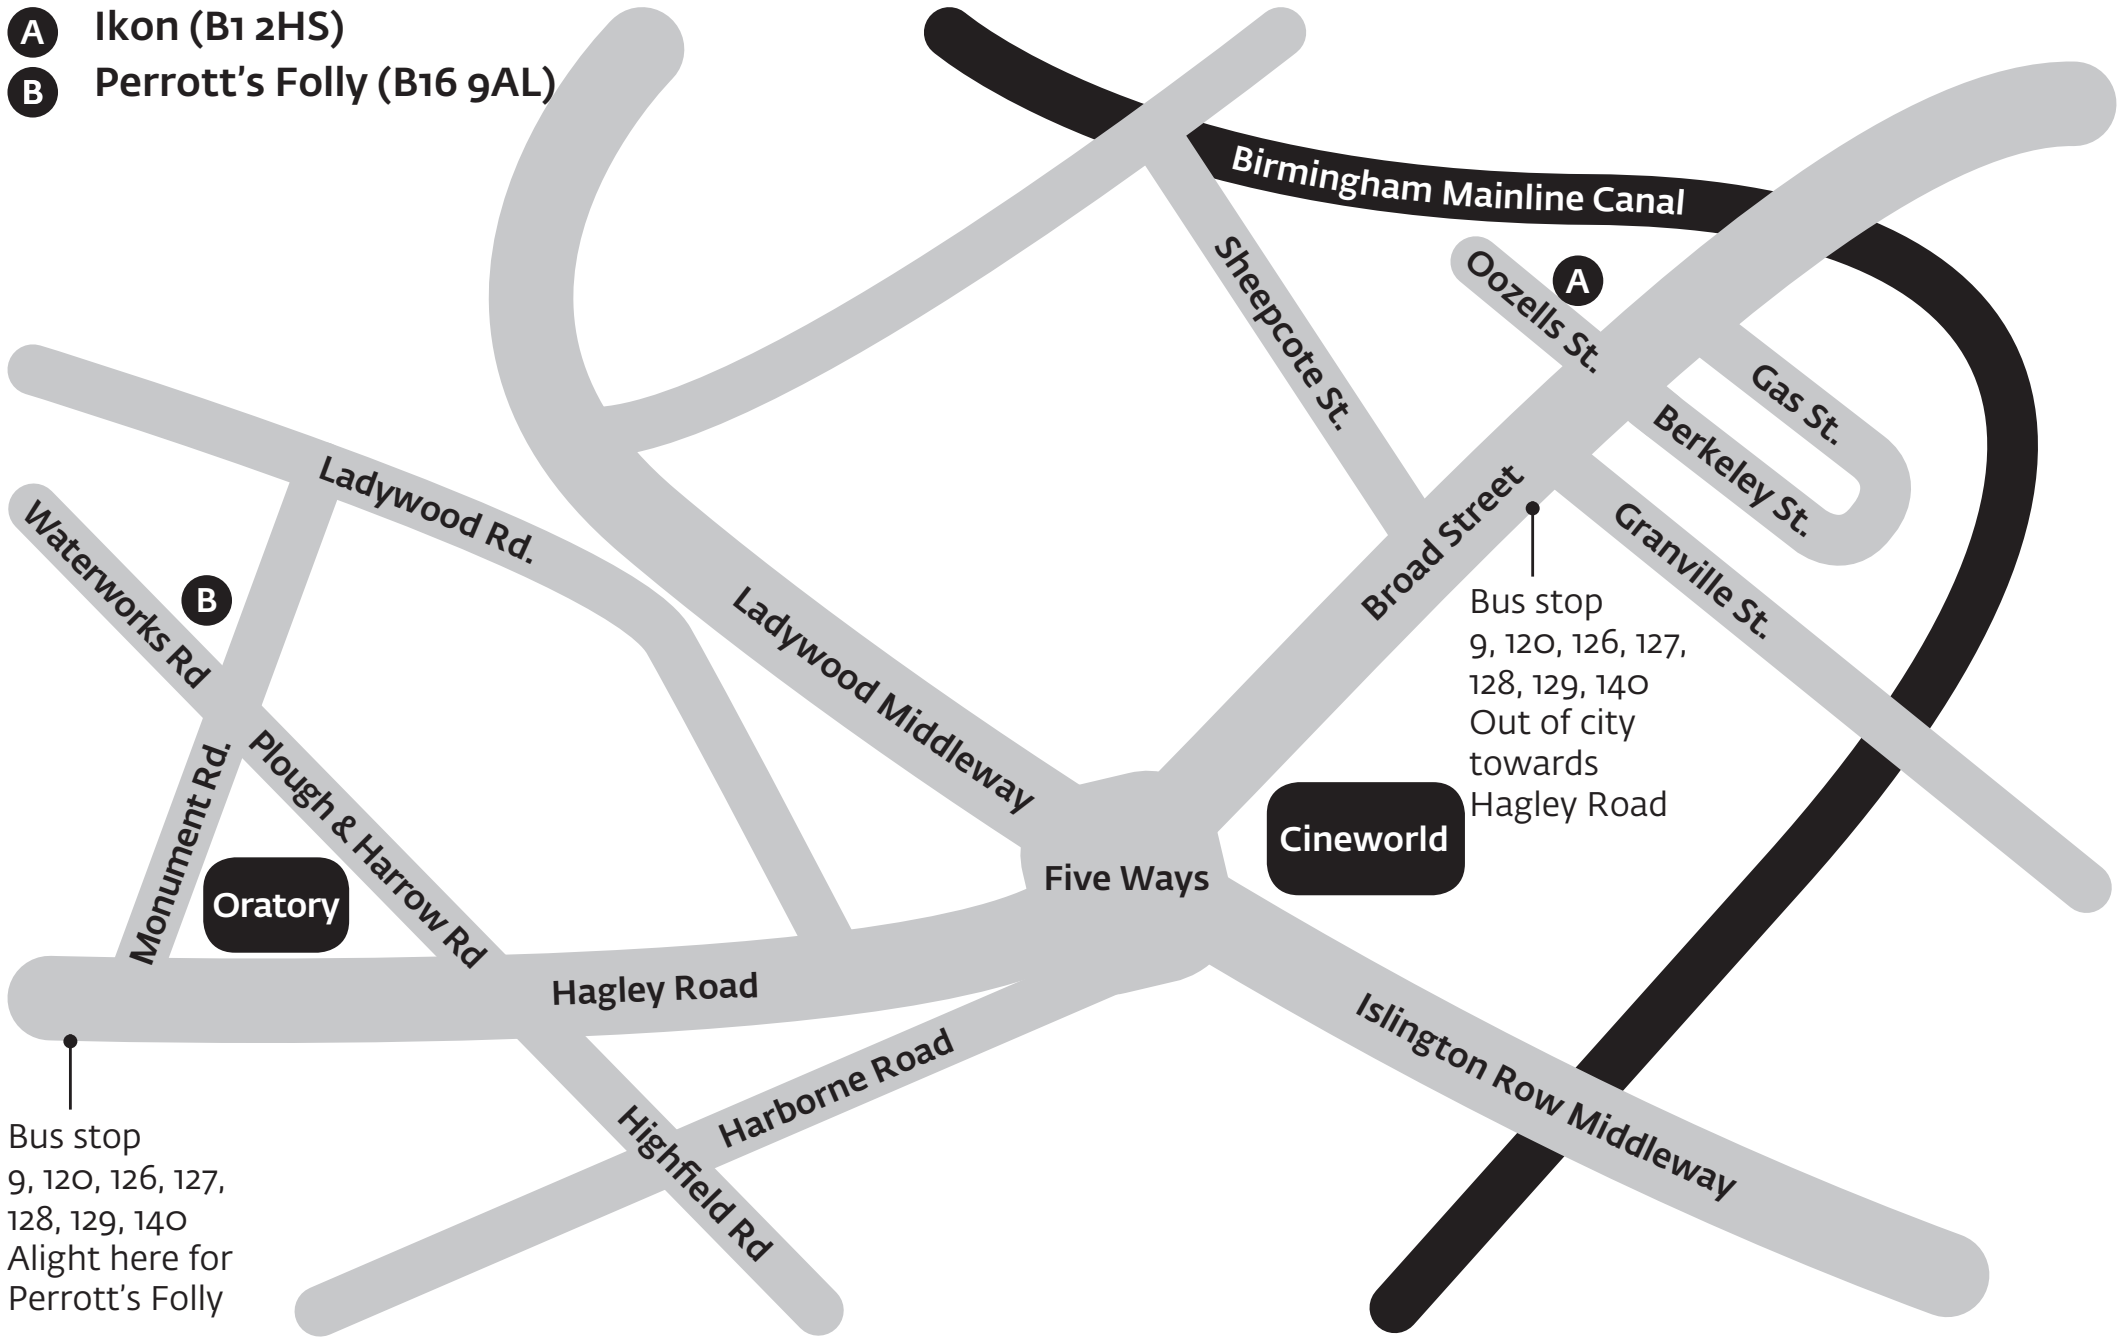 A Ikon (B1 2HS)
B Perrott’s Folly (B16 9AL)
Birmingham Mainline Canal
Sheepcote St.
Oozells St.
A
Gas St.
Berkeley St.
Granville St.
Broad Street
Bus stop
9, 120, 126, 127,
128, 129, 140
Out of city
towards
Hagley Road
Ladywood Rd.
Waterworks Rd
B
Ladywood Middleway
Monument Rd.
Plough & Harrow Rd
Oratory
Five Ways
Cineworld
Hagley Road
Harborne Road
Highfield Rd
Islington Row Middleway
Bus stop
9, 120, 126, 127,
128, 129, 140
Alight here for
Perrott’s Folly